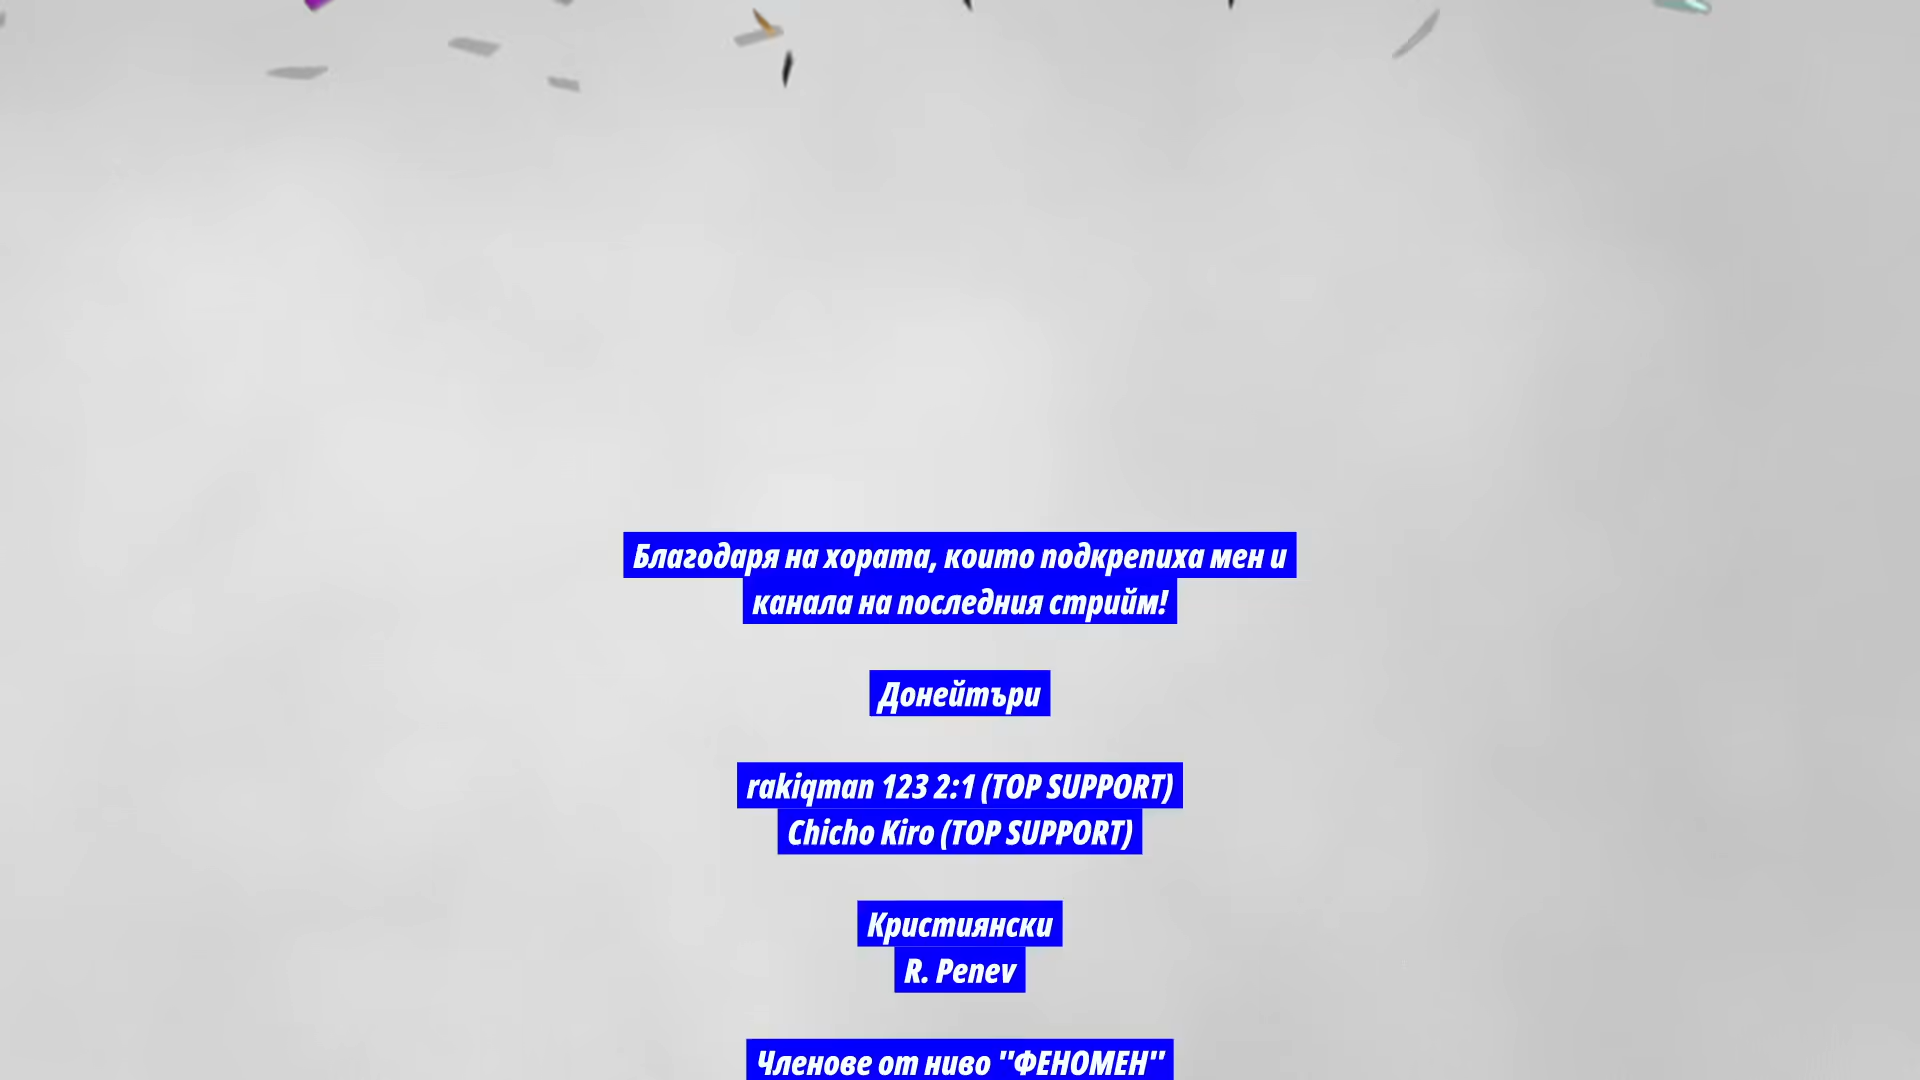 Благодаря на хората, които подкрепиха мен и
канала на последния стрийм!
Донейтъри
rakiqman 123 2:1 (TOP SUPPORT)
Chicho Kiro (TOP SUPPORT)
Кристиянски
R. Penev
Членове от ниво "ФЕНОМЕН"